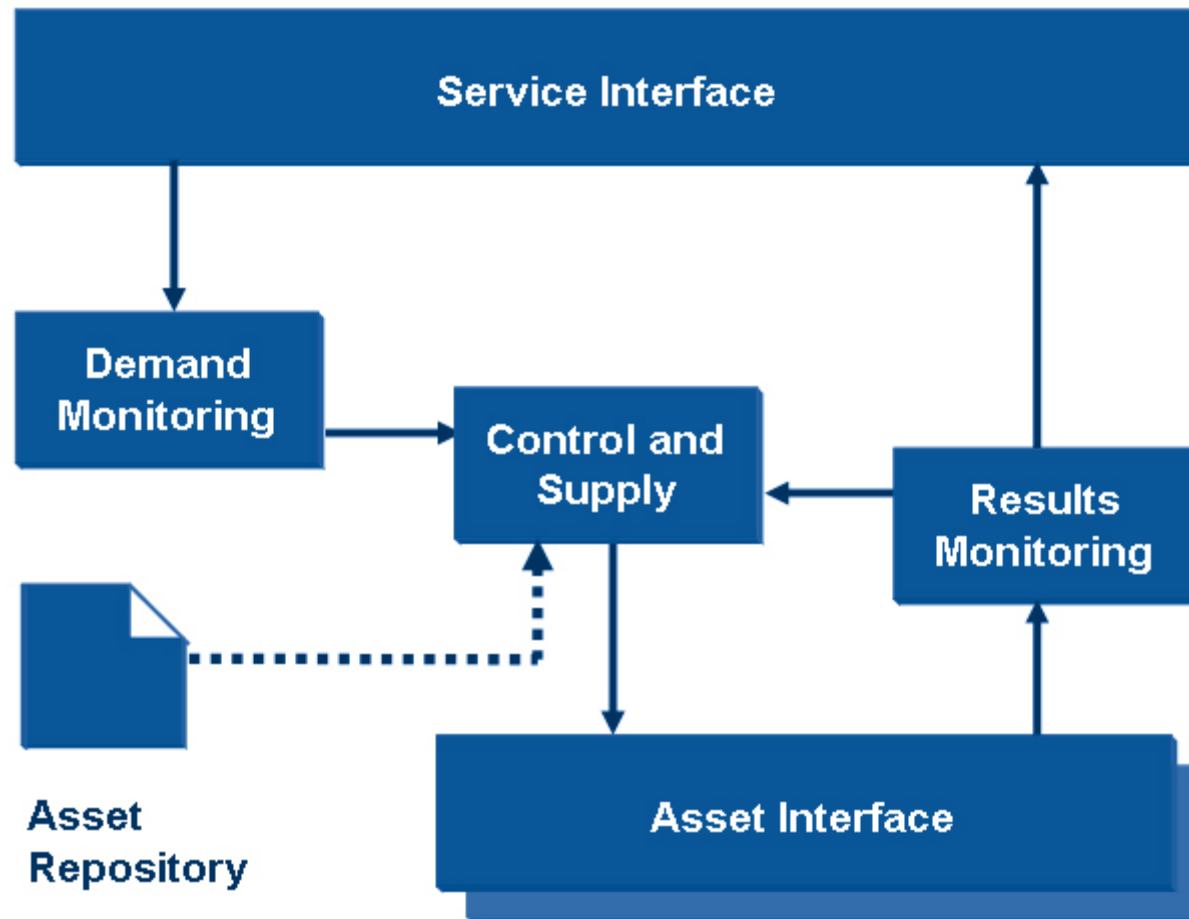 Service Interface
Demand
Monitoring
Control and
Supply
Results
Monitoring
Asset Interface
Asset
Repository